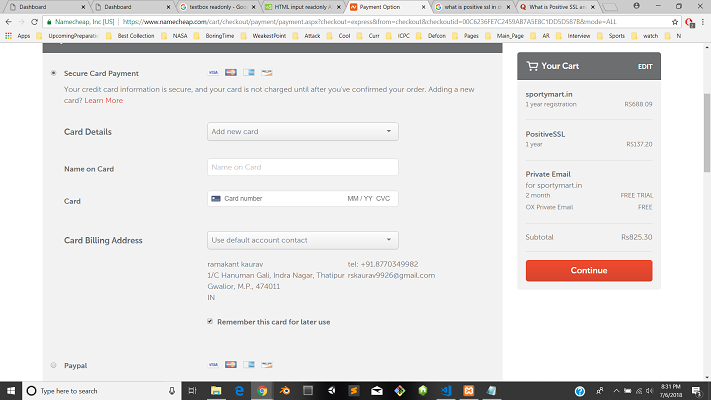 Dashboard
Dashboard
testbox readonly - Goo
HTML input readonly A
Payment Option
what is positive ssl in d
What is Positive SSL an
Namecheap, Inc [US]
https://www.namecheap.com/cart/checkout/payment/payment.aspx?checkout=express&from=checkout&checkoutid=00C6236FE7C2459A87A5E8C1DD5D5878&mode=ALL
Apps
UpcomingPreparatio
Best Collection
NASA
BoringTime
WeakestPoint
Attack
Cool
Curr
ICPC
Defcon
Pages
Main_Page
AR
Interview
Sports
watch
N
Secure Card Payment
VISA
Your credit card information is secure, and your card is not charged until after you've confirmed your order. Adding a new
card? Learn More
Card Details
Add new card
Name on Card
Name on Card
Card
Card number
MM / YY CVC
Card Billing Address
Use default account contact
ramakant kaurav
tel: +91.8770349982
1/C Hanuman Gali, Indra Nagar, Thatipur
rskaurav9926@gmail.com
Gwalior, M.P., 474011
IN
Remember this card for later use
Paypal
VISA
Your Cart
EDIT
sportymart.in
1 year registration
RS688.09
PositiveSSL
1 year
RS137.20
Private Email
for sportymart.in
2 month
FREE TRIAL
OX Private Email
FREE
Subtotal
Rs825.30
Continue
Type here to search
8:31 PM
7/6/2018